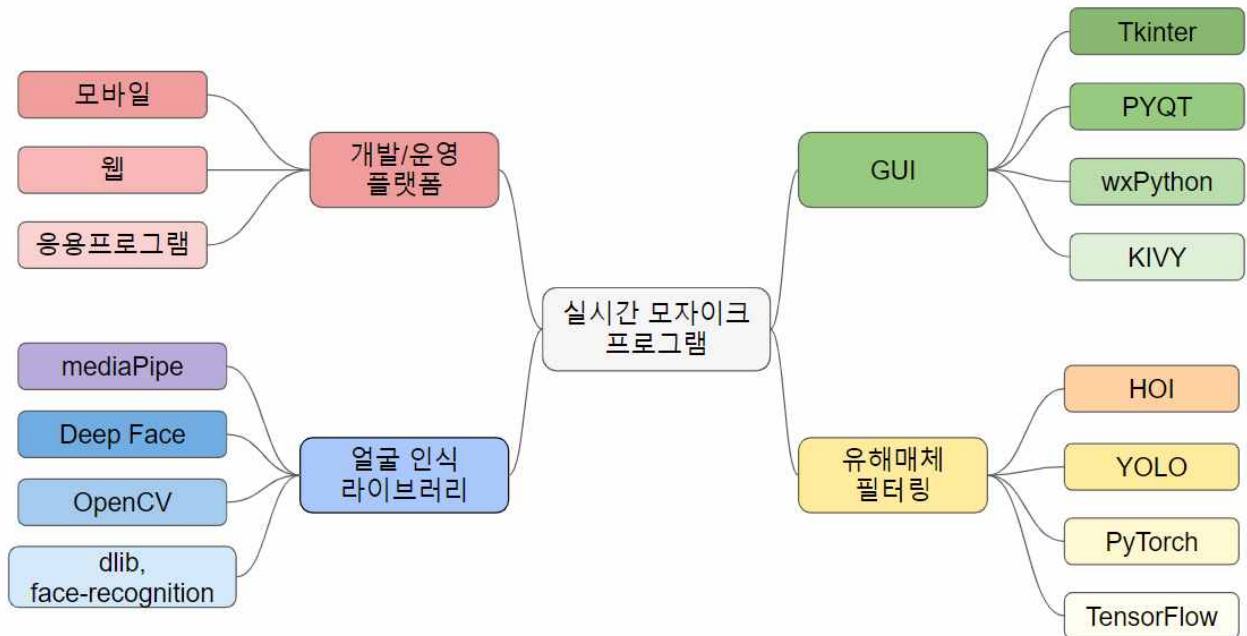 모바일
웹
응용프로그램
개발/운영
플랫폼
mediaPipe
Deep Face
OpenCV
dlib,
face-recognition
얼굴 인식
라이브러리
실시간 모자이크
프로그램
GUI
Tkinter
PYQT
wxPython
KIVY
유해매체
필터링
HOI
YOLO
PyTorch
TensorFlow